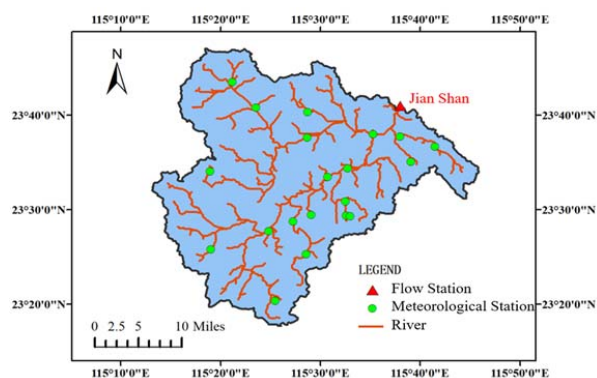 115°10'0"E 115°20'0"E 115°30'0"E 115°40'0"E 115°50'0"E
N
Jian Shan
23°40'0"N 23°40'0"N
23°30'0"N 23°30'0"N
LEGEND
Flow Station
23°20'0"N Meteorological Station 23°20'0"N
River
0 2.5 5 10 Miles
115°10'0"E 115°20'0"E 115°30'0"E 115°40'0"E 115°50'0"E